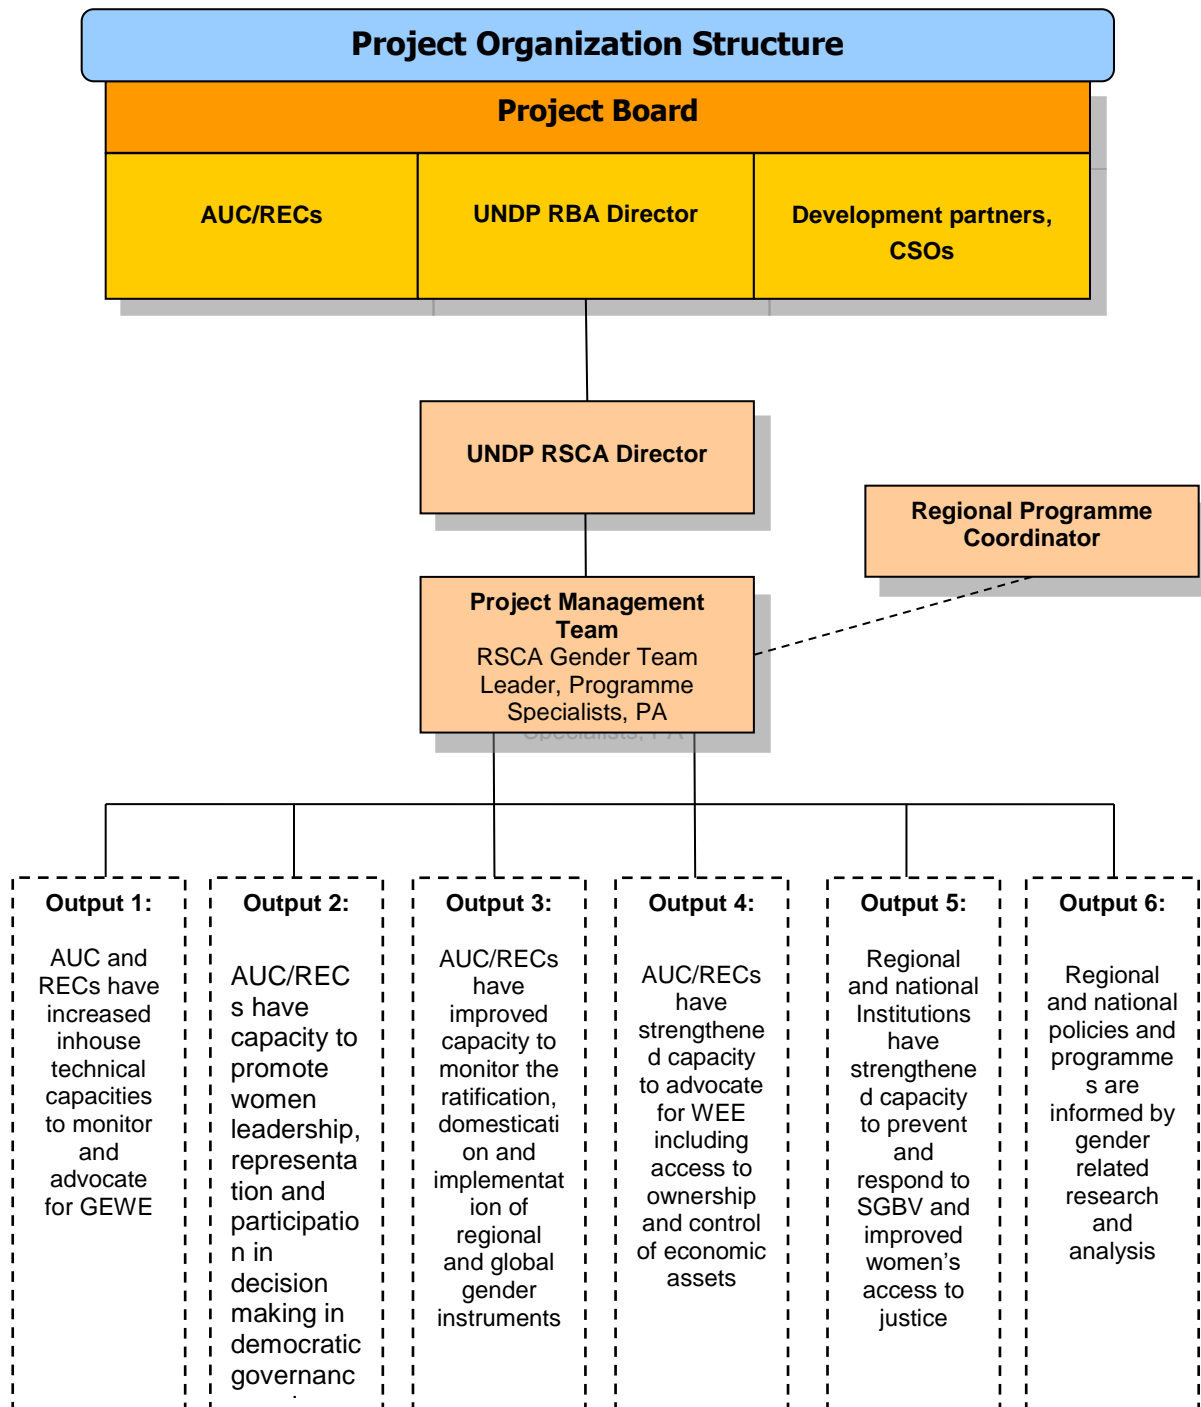 Project Organization Structure
Project Board
AUC/RECs
UNDP RBA Director
Development partners,
CSOs
UNDP RSCA Director
Regional Programme
Coordinator
Project Management
Team
RSCA Gender Team
Leader, Programme
Specialists, PA
Output 1:
AUC and
RECs have
increased
inhouse
technical
capacities
to monitor
and
advocate
for GEWE
Output 2:
AUC/REC
s have
capacity to
promote
women
leadership,
representa
tion and
participatio
n in
decision
making in
democratic
governanc
Output 3:
AUC/RECs
have
improved
capacity to
monitor the
ratification,
domesticati
on and
implementat
ion of
regional
and global
gender
instruments
Output 4:
AUC/RECs
have
strengthene
d capacity
to advocate
for WEE
including
access to
ownership
and control
of economic
assets
Output 5:
Regional
and national
Institutions
have
strengthene
d capacity
to prevent
and
respond to
SGBV and
improved
women's
access to
justice
Output 6:
Regional
and national
policies and
programme
s are
informed by
gender
related
research
and
analysis